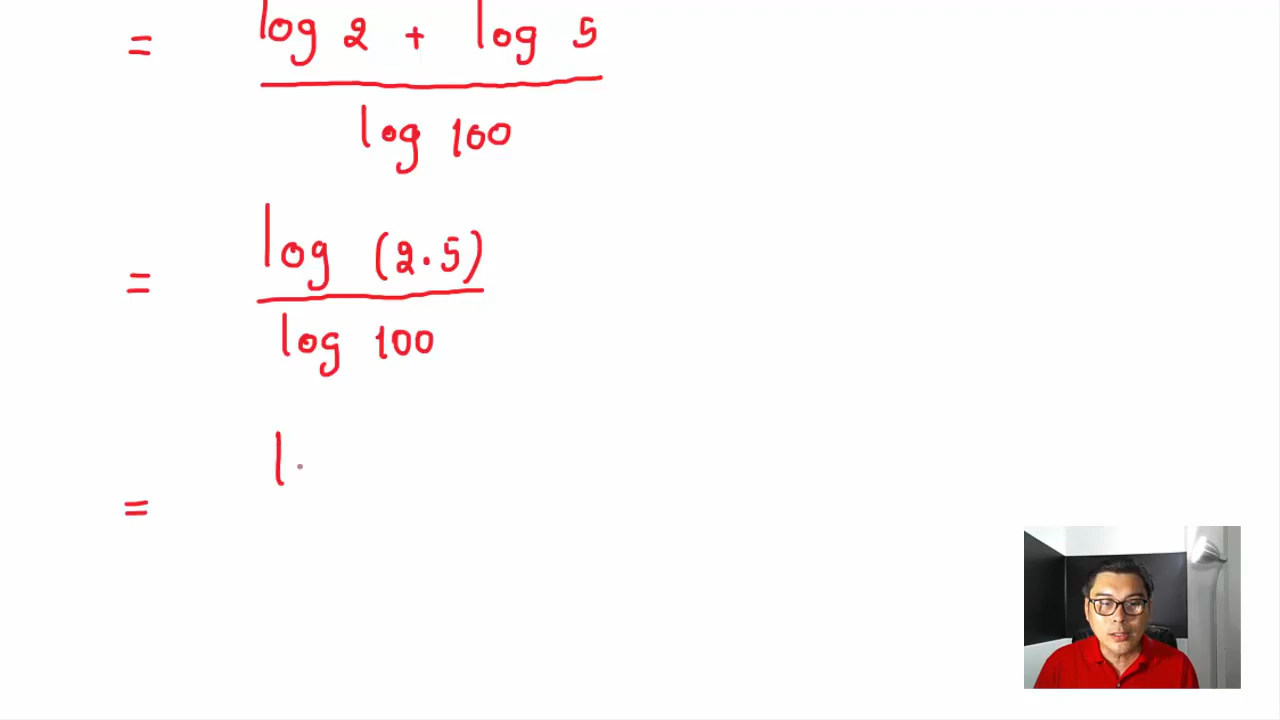 = log 2 + log 5
log 100
= log (2·5)
log 100
= l